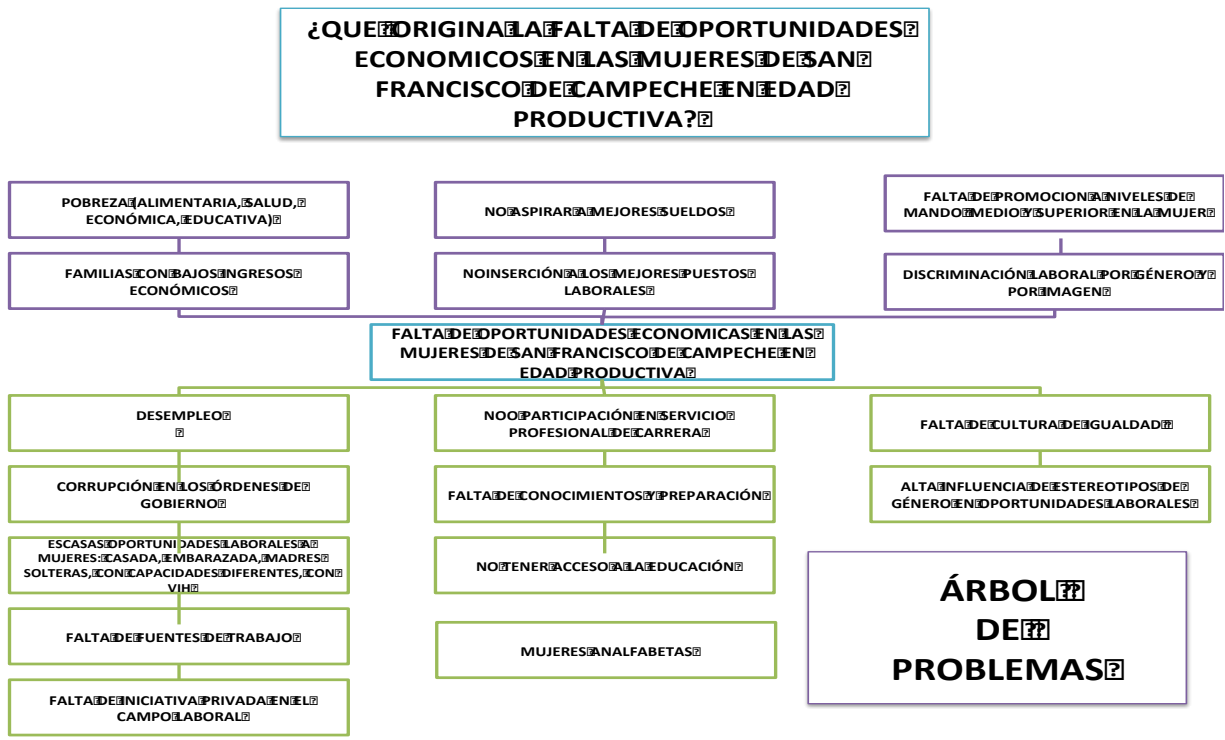 ¿QUE ORIGINA LA FALTA DE OPORTUNIDADES
ECONOMICOS EN LAS MUJERES DE SAN
FRANCISCO DE CAMPECHE EN EDAD
PRODUCTIVA?
POBREZA (ALIMENTARIA, SALUD,
ECONÓMICA, EDUCATIVA)
NO ASPIRAR A MEJORES SUELDOS
FALTA DE PROMOCION A NIVELES DE
MANDO MEDIO Y SUPERIOR EN LA MUJER
FAMILIAS CON BAJOS INGRESOS
ECONÓMICOS
NOINSERCIÓN A LOS MEJORES PUESTOS
LABORALES
DISCRIMINACIÓN LABORAL POR GÉNERO Y
POR IMAGEN
FALTA DE OPORTUNIDADES ECONOMICAS EN LAS
MUJERES DE SAN FRANCISCO DE CAMPECHE EN
EDAD PRODUCTIVA
DESEMPLEO
NOO PARTICIPACIÓN EN SERVICIO
PROFESIONAL DE CARRERA
FALTA DE CULTURA DE IGUALDAD
CORRUPCIÓN EN LOS ÓRDENES DE
GOBIERNO
FALTA DE CONOCIMIENTOS Y PREPARACIÓN
ALTA INFLUENCIA DE ESTEREOTIPOS DE
GÉNERO EN OPORTUNIDADES LABORALES
ESCASAS OPORTUNIDADES LABORALES A
MUJERES: CASADA, EMBARAZADA, MADRES
SOLTERAS, CON CAPACIDADES DIFERENTES, CON
VIH
NO TENER ACCESO A LA EDUCACIÓN
FALTA DE FUENTES DE TRABAJO
MUJERES ANALFABETAS
FALTA DE INICIATIVA PRIVADA EN EL
CAMPO LABORAL
ÁRBOL
DE
PROBLEMAS